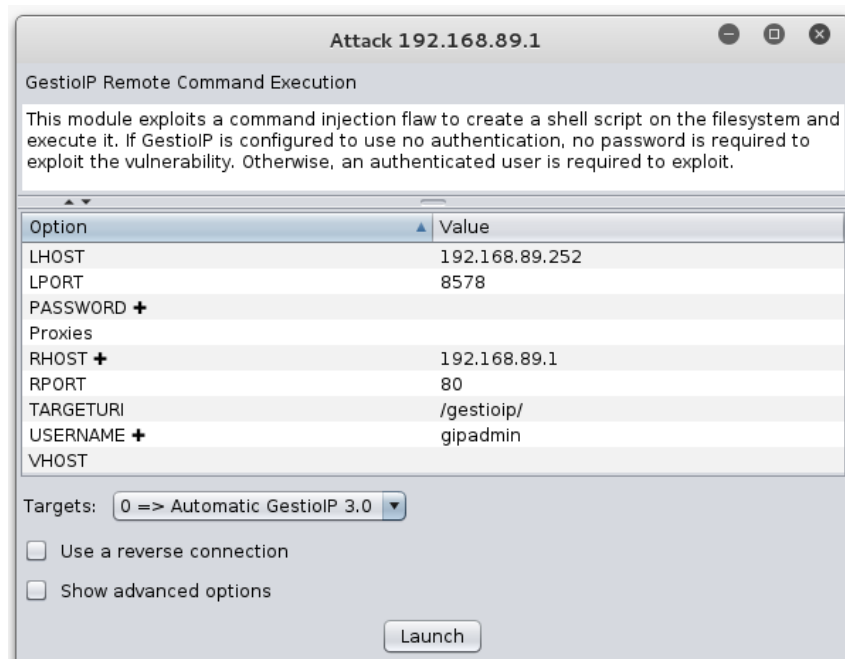 Attack 192.168.89.1
GestioIP Remote Command Execution
This module exploits a command injection flaw to create a shell script on the filesystem and
execute it. If GestioIP is configured to use no authentication, no password is required to
exploit the vulnerability. Otherwise, an authenticated user is required to exploit.
Option Value
LHOST 192.168.89.252
LPORT 8578
PASSWORD +
Proxies
RHOST + 192.168.89.1
RPORT 80
TARGETURI /gestioip/
USERNAME + gipadmin
VHOST
Targets: 0 => Automatic GestioIP 3.0
Use a reverse connection
Show advanced options
Launch